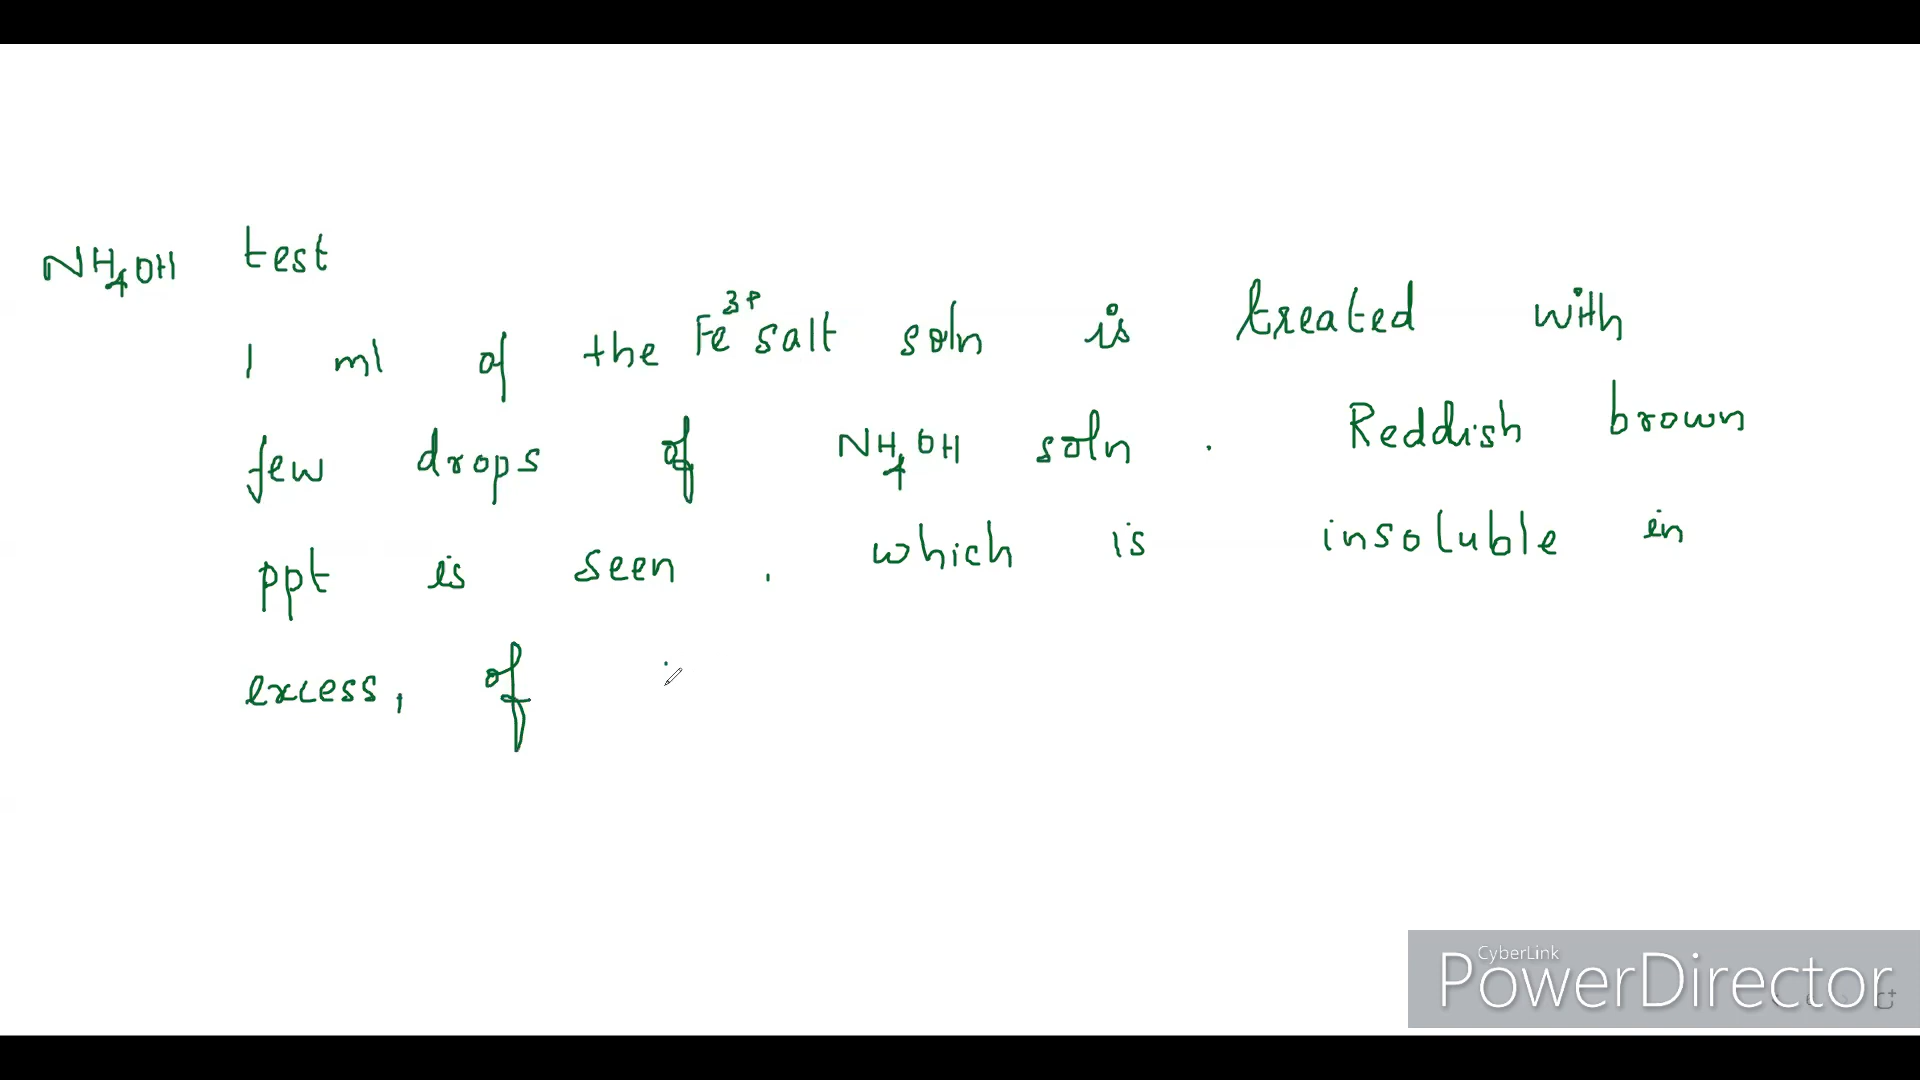 NH4OH test
1 ml of the Fe3+ salt soln is treated with
few drops of NH4OH soln . Reddish brown
ppt is seen . which is insoluble in
excess, of
CyberLink
PowerDirector